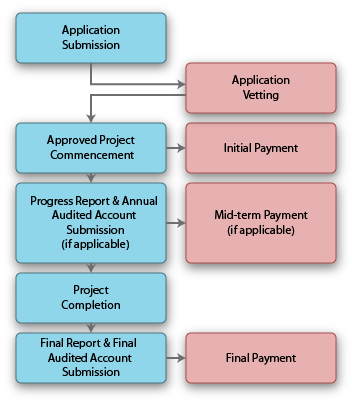 Application
Submission
Application
Vetting
Approved Project
Commencement
Initial Payment
Progress Report & Annual
Audited Account
Submission
(if applicable)
Mid-term Payment
(if applicable)
Project
Completion
Final Report & Final
Audited Account
Submission
Final Payment